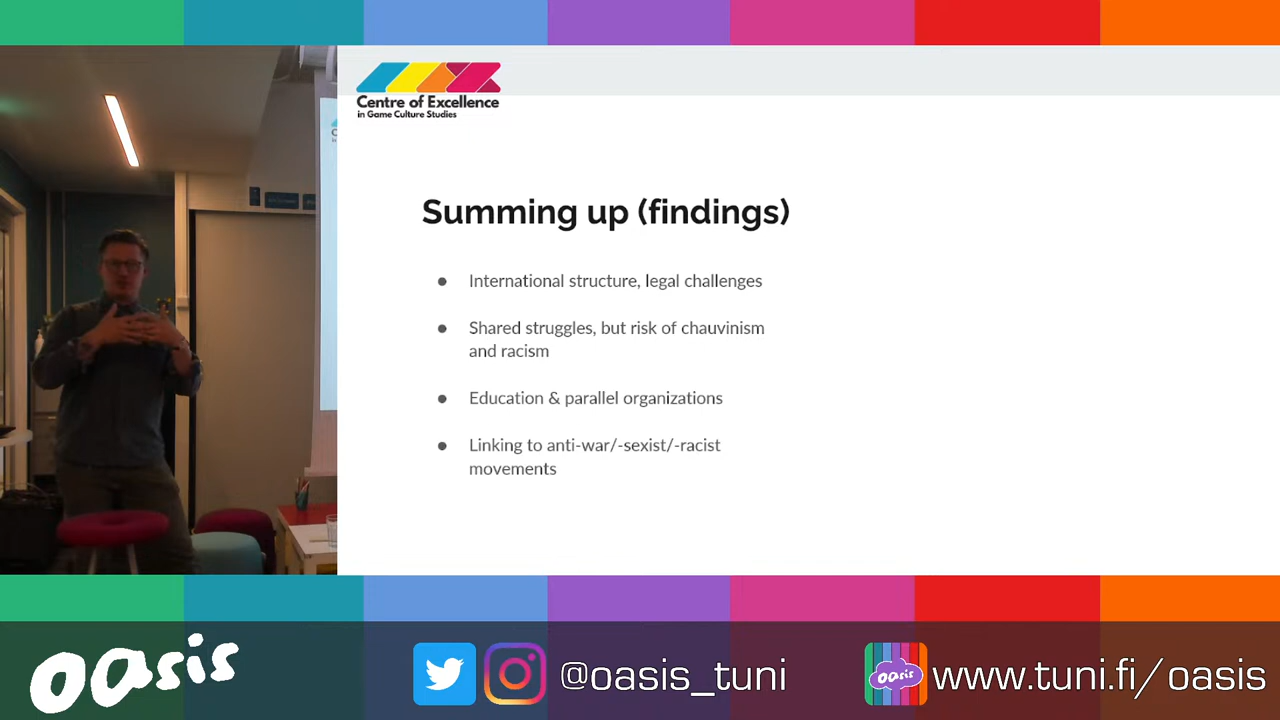 Centre of Excellence
in Game Culture Studies
Summing up (findings)
● International structure, legal challenges
● Shared struggles, but risk of chauvinism
and racism
● Education & parallel organizations
● Linking to anti-war/-sexist/-racist
movements
oasis
@oasis_tuni
oasis
www.tuni.fi/oasis